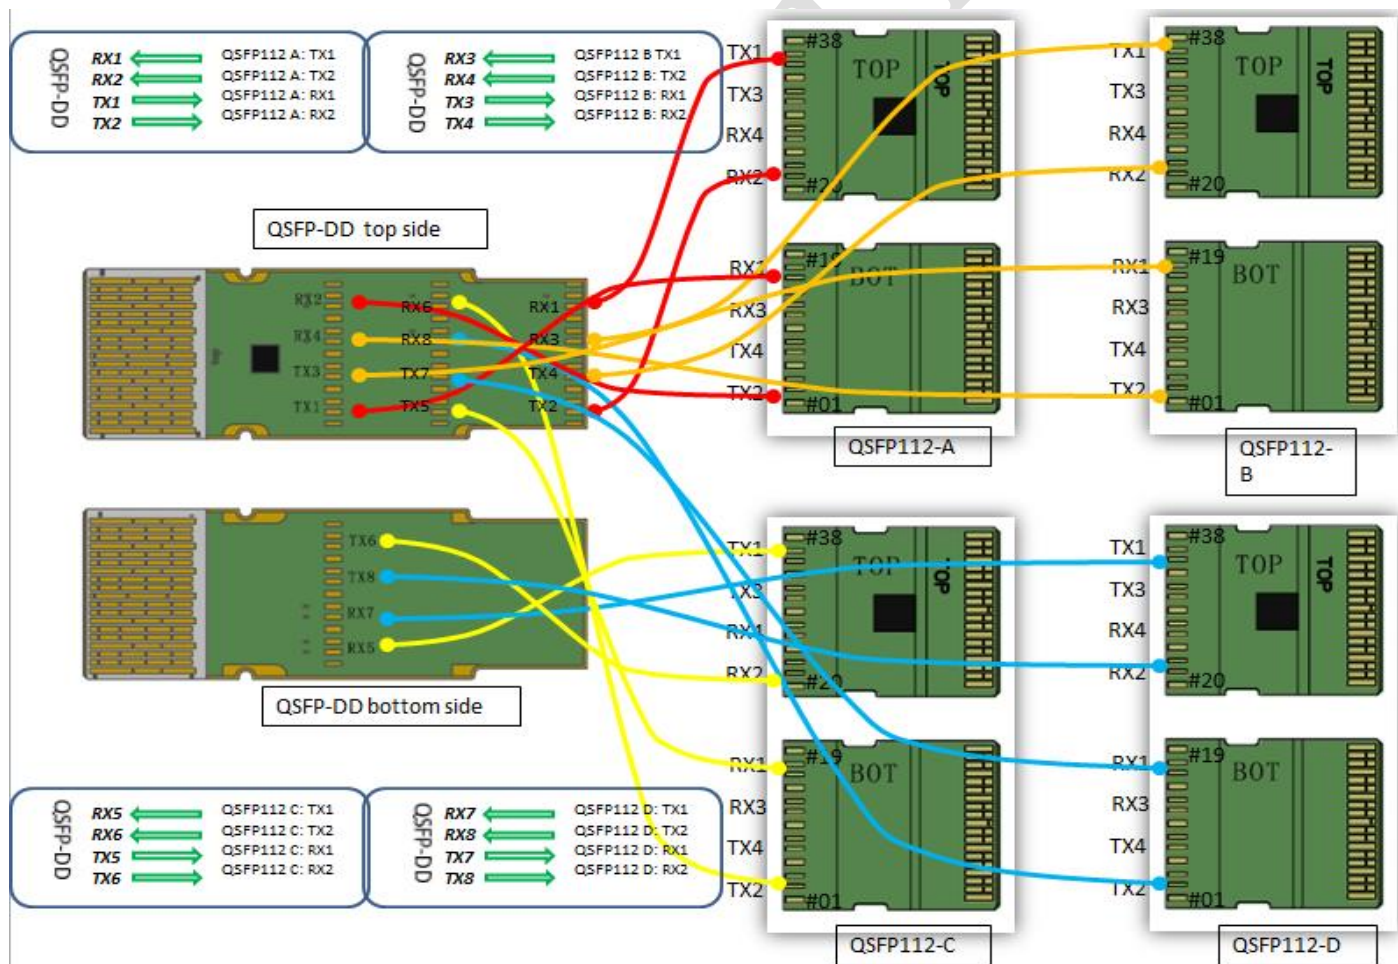 QSFP-DD
RX1 QSFP112 A: TX1
RX2 QSFP112 A: TX2
TX1 QSFP112 A: RX1
TX2 QSFP112 A: RX2
QSFP-DD
RX3 QSFP112 B TX1
RX4 QSFP112 B: TX2
TX3 QSFP112 B: RX1
TX4 QSFP112 B: RX2
QSFP-DD top side
RX2 RX6 RX1
RX4 RX8 RX3
TX3 TX7 TX4
TX1 TX5 TX2
TX6
TX8
RX7
RX5
QSFP-DD bottom side
QSFP-DD
RX5 QSFP112 C: TX1
RX6 QSFP112 C: TX2
TX5 QSFP112 C: RX1
TX6 QSFP112 C: RX2
QSFP-DD
RX7 QSFP112 D: TX1
RX8 QSFP112 D: TX2
TX7 QSFP112 D: RX1
TX8 QSFP112 D: RX2
TX1 #38
TOP TOP
TX3
RX4
RX2 #20
RX1 #19
BOT
RX3
TX4
TX2 #01
QSFP112-A
TX1 #38
TOP TOP
TX3
RX4
RX2 #20
RX1 #19
BOT
RX3
TX4
TX2 #01
QSFP112-
B
TX1 #38
TOP TOP
TX3
RX4
RX2 #20
RX1 #19
BOT
RX3
TX4
TX2 #01
QSFP112-C
TX1 #38
TOP TOP
TX3
RX4
RX2 #20
RX1 #19
BOT
RX3
TX4
TX2 #01
QSFP112-D